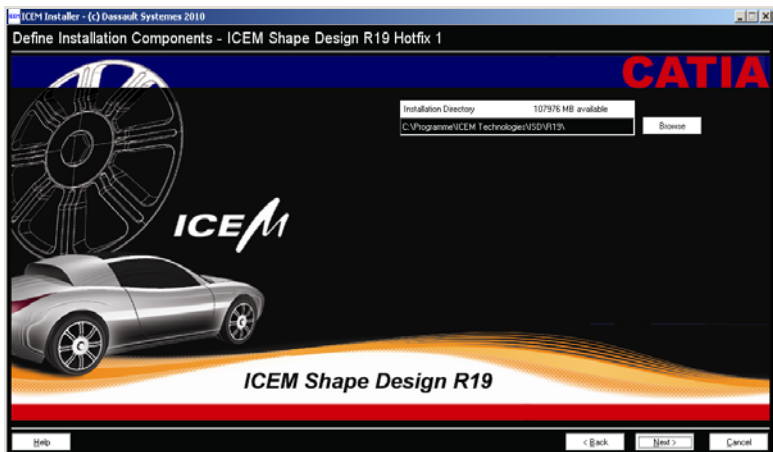 ICEM Installer - (c) Dassault Systemes 2010
Define Installation Components - ICEM Shape Design R19 Hotfix 1
CATIA
Installation Directory 107976 MB available
C:\Programme\ICEM Technologies\ISD\R19\
Browse
ICEM
ICEM Shape Design R19
Help
< Back
Next >
Cancel